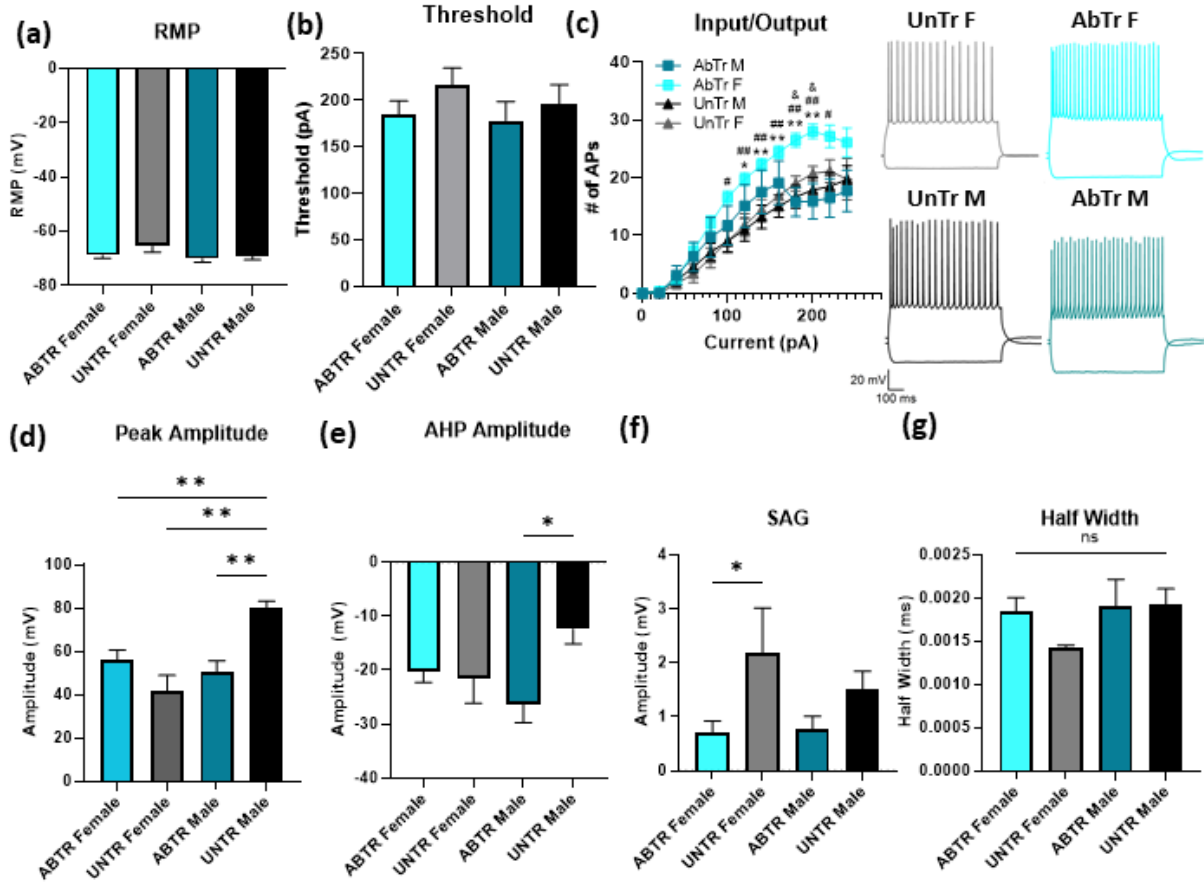 (a)
RMP
RMP (mV)
0
-20
-40
-60
-80
ABTR Female
UNTR Female
ABTR Male
UNTR Male
(b)
Threshold
Threshold (pA)
250
200
150
100
50
0
ABTR Female
UNTR Female
ABTR Male
UNTR Male
(c)
Input/Output
AbTr M
AbTr F
UnTr M
UnTr F
# of APs
40
30
20
10
0
& &
## ## ## ## ##
# * ** ** ** ** #
0 100 200
Current (pA)
UnTr F
AbTr F
UnTr M
AbTr M
20 mV
100 ms
(d)
Peak Amplitude
**
**
**
Amplitude (mV)
100
80
60
40
20
0
ABTR Female
UNTR Female
ABTR Male
UNTR Male
(e)
AHP Amplitude
*
Amplitude (mV)
0
-10
-20
-30
-40
ABTR Female
UNTR Female
ABTR Male
UNTR Male
(f)
SAG
*
Amplitude (mV)
4
3
2
1
0
ABTR Female
UNTR Female
ABTR Male
UNTR Male
(g)
Half Width
ns
Half Width (ms)
0.0025
0.0020
0.0015
0.0010
0.0005
0.0000
ABTR Female
UNTR Female
ABTR Male
UNTR Male